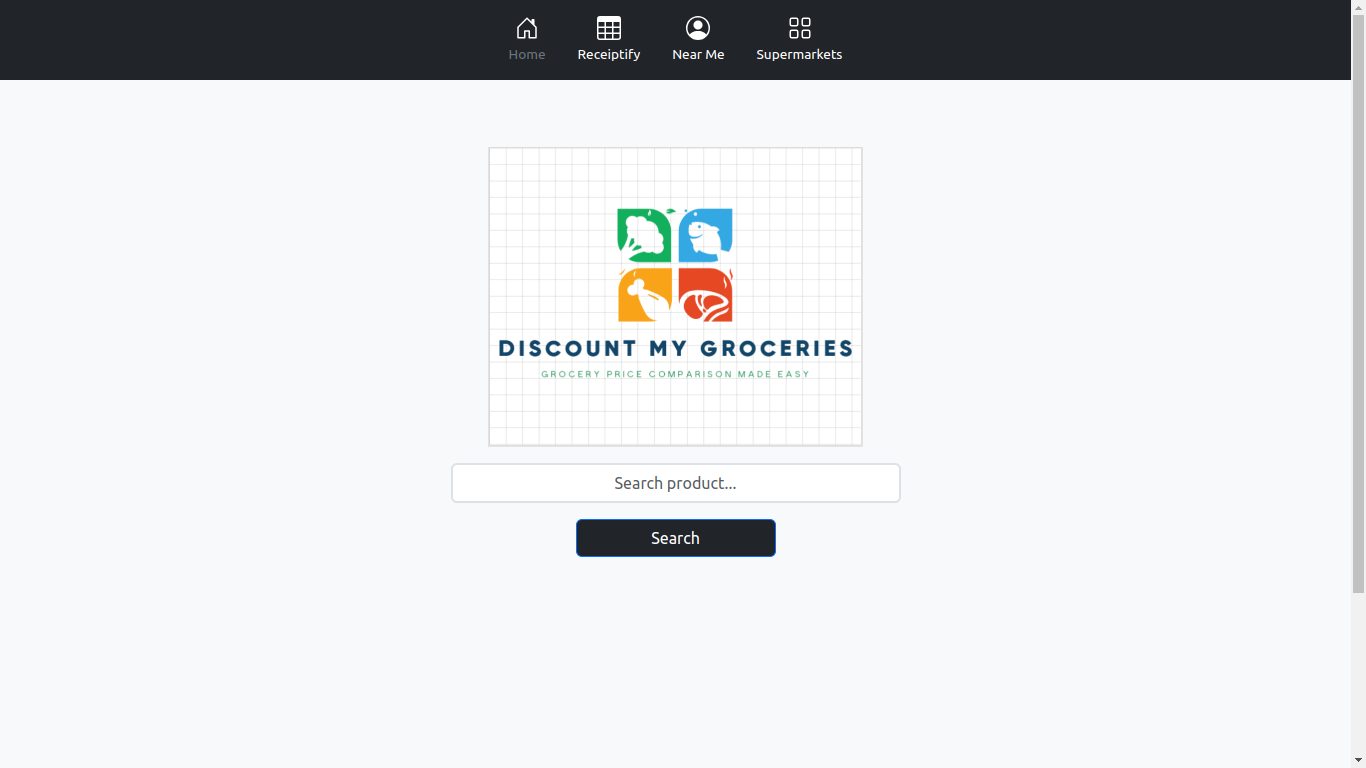 Home
Receiptify
Near Me
Supermarkets
DISCOUNT MY GROCERIES
GROCERY PRICE COMPARISON MADE EASY
Search product...
Search